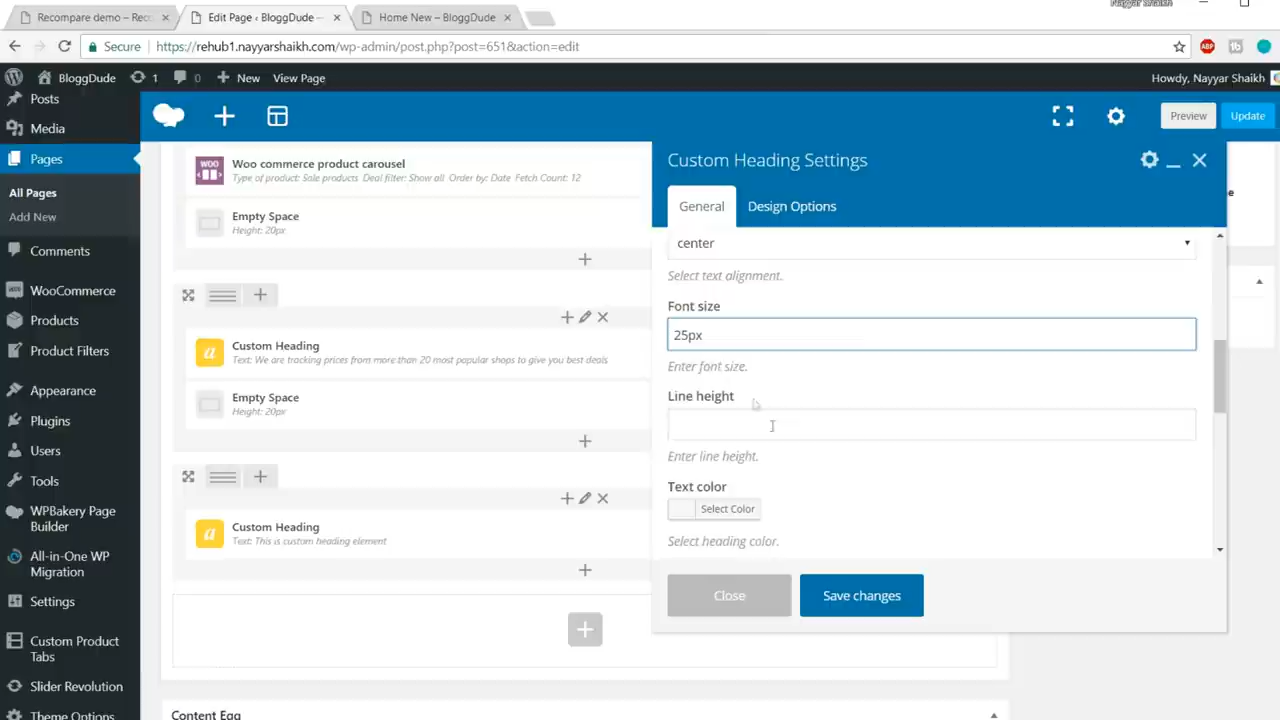 Nayyar Shaikh
Recompare demo – Reco
Edit Page ‹ BloggDude –
Home New – BloggDude
Secure
https://rehub1.nayyarshaikh.com/wp-admin/post.php?post=651&action=edit
ABP
BloggDude
1
0
New
View Page
Howdy, Nayyar Shaikh
Posts
Media
Pages
All Pages
Add New
Comments
WooCommerce
Products
Product Filters
Appearance
Plugins
Users
Tools
WPBakery Page
Builder
All-in-One WP
Migration
Settings
Custom Product
Tabs
Slider Revolution
Theme Options
Preview
Update
WOO
Woo commerce product carousel
Type of product: Sale products Deal filter: Show all Order by: Date Fetch Count: 12
Empty Space
Height: 20px
a
Custom Heading
Text: We are tracking prices from more than 20 most popular shops to give you best deals
Empty Space
Height: 20px
a
Custom Heading
Text: This is custom heading element
Content Egg
Custom Heading Settings
General
Design Options
center
Select text alignment.
Font size
25px
Enter font size.
Line height
Enter line height.
Text color
Select Color
Select heading color.
Close
Save changes
e